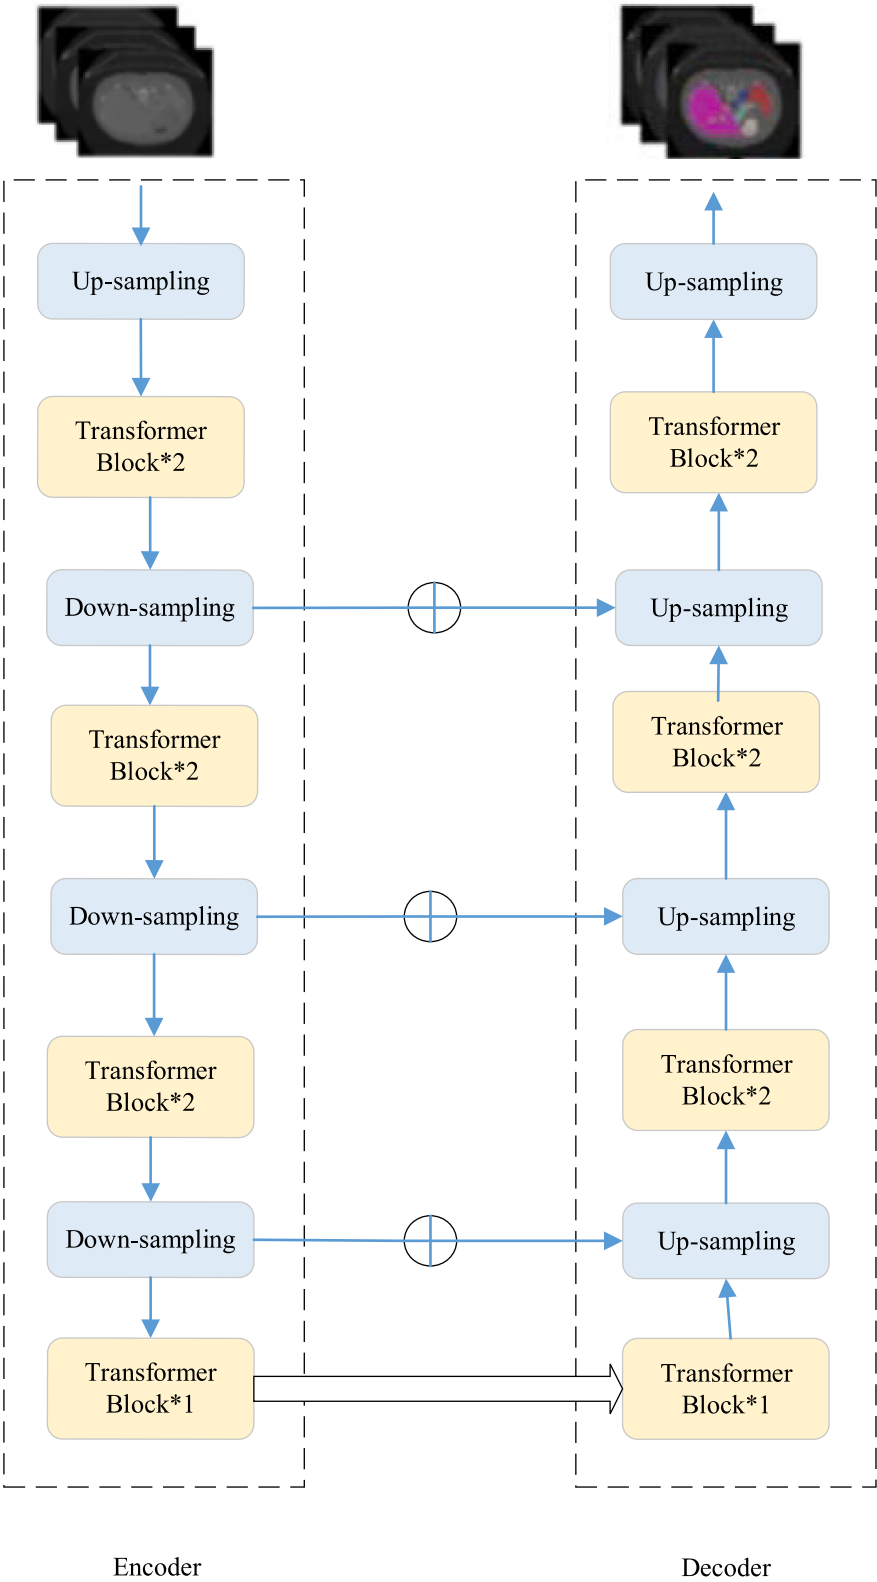 Up-sampling
Transformer
Block*2
Down-sampling
Transformer
Block*2
Down-sampling
Transformer
Block*2
Down-sampling
Transformer
Block*1
Encoder
Up-sampling
Transformer
Block*2
Up-sampling
Transformer
Block*2
Up-sampling
Transformer
Block*2
Up-sampling
Transformer
Block*1
Decoder